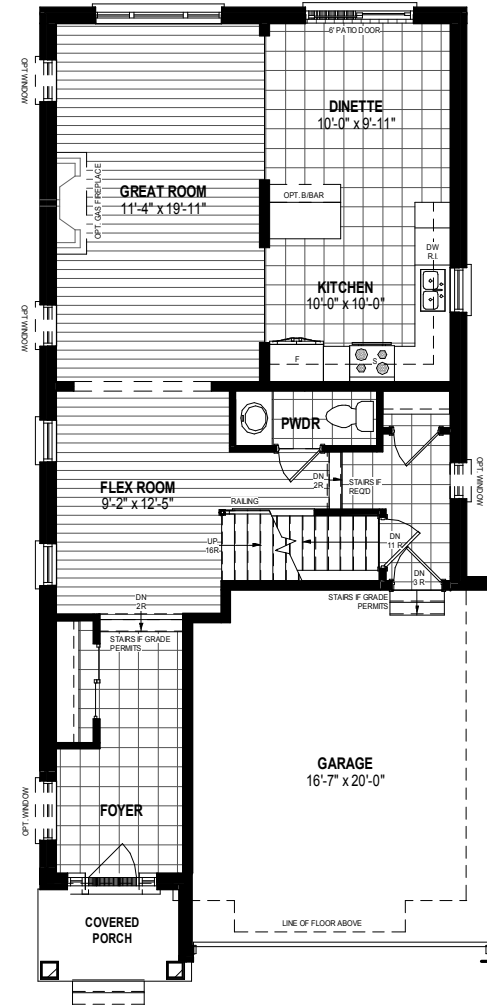 6' PATIO DOOR
OPT. WINDOW
DINETTE
10'-0" x 9'-11"
GREAT ROOM
11'-4" x 19'-11"
OPT. GAS FIREPLACE
OPT. B/BAR
DW
R.I.
KITCHEN
10'-0" x 10'-0"
OPT. WINDOW
F
S
PWDR
FLEX ROOM
9'-2" x 12'-5"
DN
2R
STAIRS IF
REQ'D
OPT. WINDOW
RAILING
UP
16R
DN
11 R
DN
3 R
STAIRS IF GRADE
PERMITS
DN
2R
STAIRS IF GRADE
PERMITS
GARAGE
16'-7" x 20'-0"
OPT. WINDOW
FOYER
COVERED
PORCH
LINE OF FLOOR ABOVE